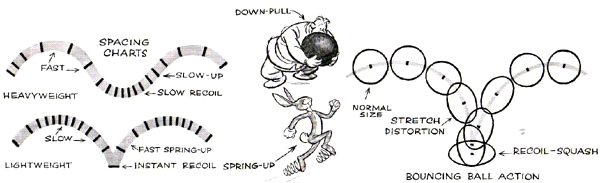 SPACING
CHARTS
FAST
SLOW-UP
SLOW RECOIL
HEAVYWEIGHT
SLOW
FAST SPRING-UP
INSTANT RECOIL
LIGHTWEIGHT
DOWN-PULL
SPRING-UP
NORMAL
SIZE
STRETCH
DISTORTION
RECOIL-SQUASH
BOUNCING BALL ACTION